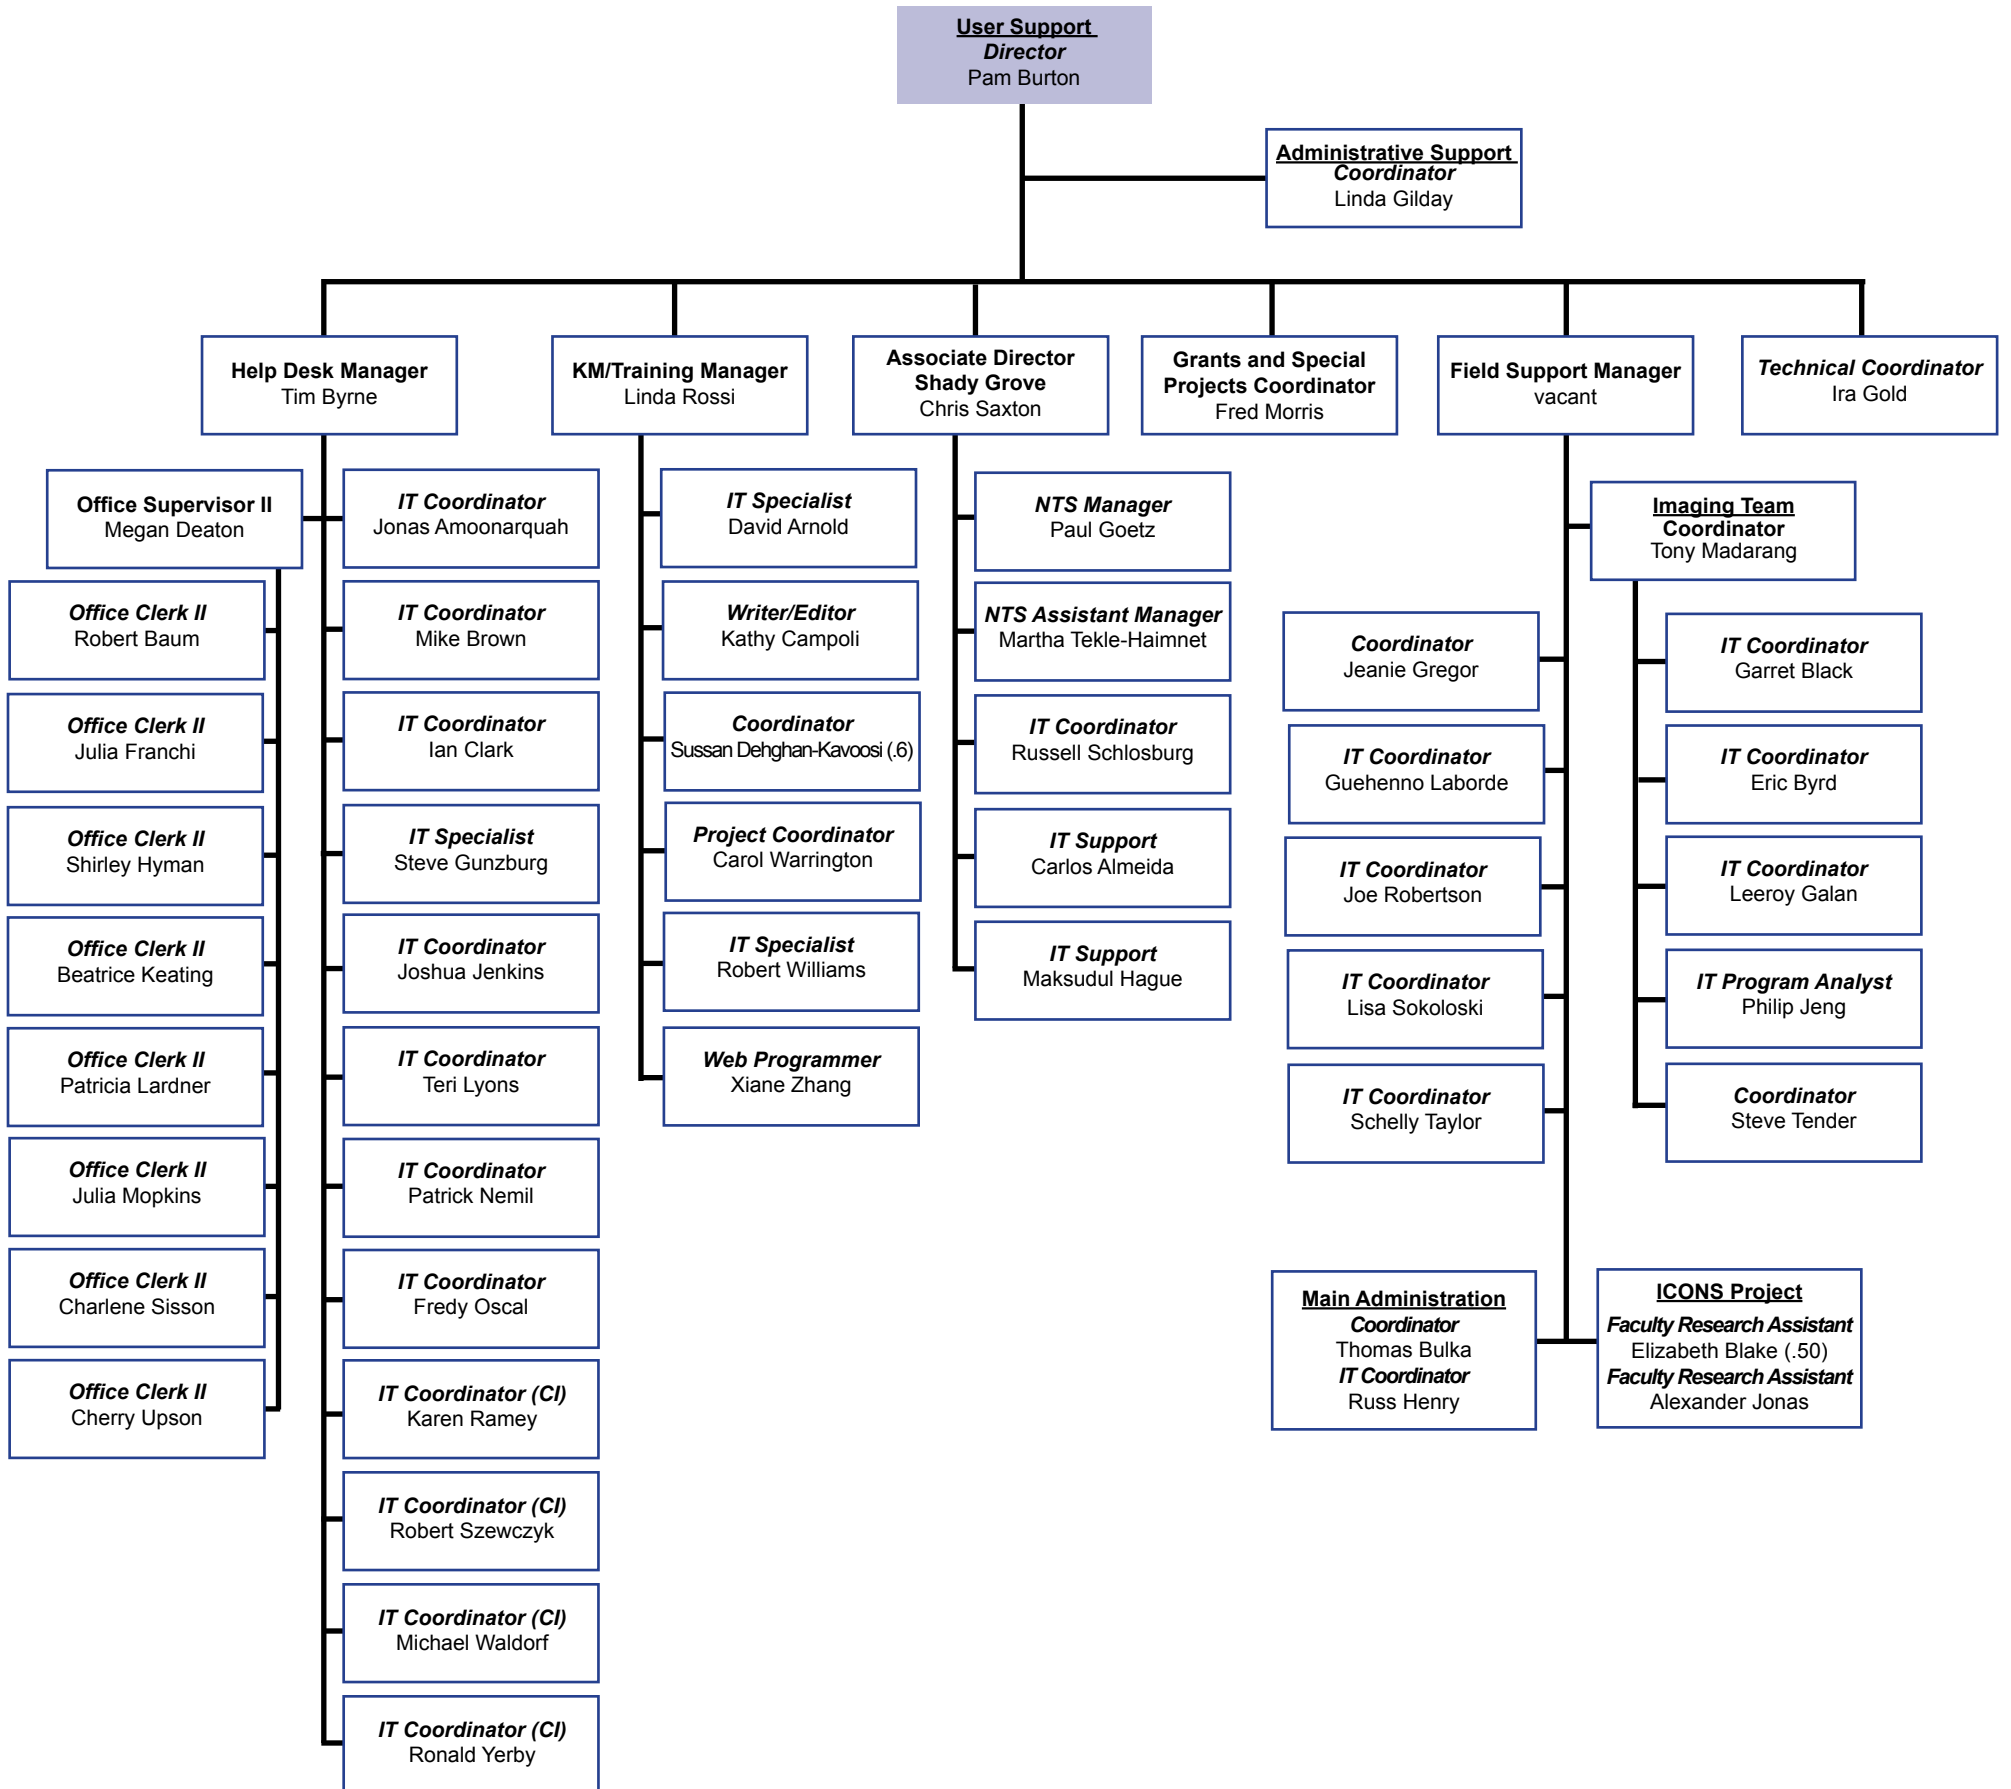 User Support
Director
Pam Burton
Administrative Support
Coordinator
Linda Gilday
Help Desk Manager
Tim Byrne
KM/Training Manager
Linda Rossi
Associate Director
Shady Grove
Chris Saxton
Grants and Special
Projects Coordinator
Fred Morris
Field Support Manager
vacant
Technical Coordinator
Ira Gold
Office Supervisor II
Megan Deaton
Office Clerk II
Robert Baum
Office Clerk II
Julia Franchi
Office Clerk II
Shirley Hyman
Office Clerk II
Beatrice Keating
Office Clerk II
Patricia Lardner
Office Clerk II
Julia Mopkins
Office Clerk II
Charlene Sisson
Office Clerk II
Cherry Upson
IT Coordinator
Jonas Amoonarquah
IT Coordinator
Mike Brown
IT Coordinator
Ian Clark
IT Specialist
Steve Gunzburg
IT Coordinator
Joshua Jenkins
IT Coordinator
Teri Lyons
IT Coordinator
Patrick Nemil
IT Coordinator
Fredy Oscal
IT Coordinator (CI)
Karen Ramey
IT Coordinator (CI)
Robert Szewczyk
IT Coordinator (CI)
Michael Waldorf
IT Coordinator (CI)
Ronald Yerby
IT Specialist
David Arnold
Writer/Editor
Kathy Campoli
Coordinator
Sussan Dehghan-Kavoosi (.6)
Project Coordinator
Carol Warrington
IT Specialist
Robert Williams
Web Programmer
Xiane Zhang
NTS Manager
Paul Goetz
NTS Assistant Manager
Martha Tekle-Haimnet
IT Coordinator
Russell Schlosburg
IT Support
Carlos Almeida
IT Support
Maksudul Hague
Coordinator
Jeanie Gregor
IT Coordinator
Guehenno Laborde
IT Coordinator
Joe Robertson
IT Coordinator
Lisa Sokoloski
IT Coordinator
Schelly Taylor
Imaging Team
Coordinator
Tony Madarang
IT Coordinator
Garret Black
IT Coordinator
Eric Byrd
IT Coordinator
Leeroy Galan
IT Program Analyst
Philip Jeng
Coordinator
Steve Tender
Main Administration
Coordinator
Thomas Bulka
IT Coordinator
Russ Henry
ICONS Project
Faculty Research Assistant
Elizabeth Blake (.50)
Faculty Research Assistant
Alexander Jonas